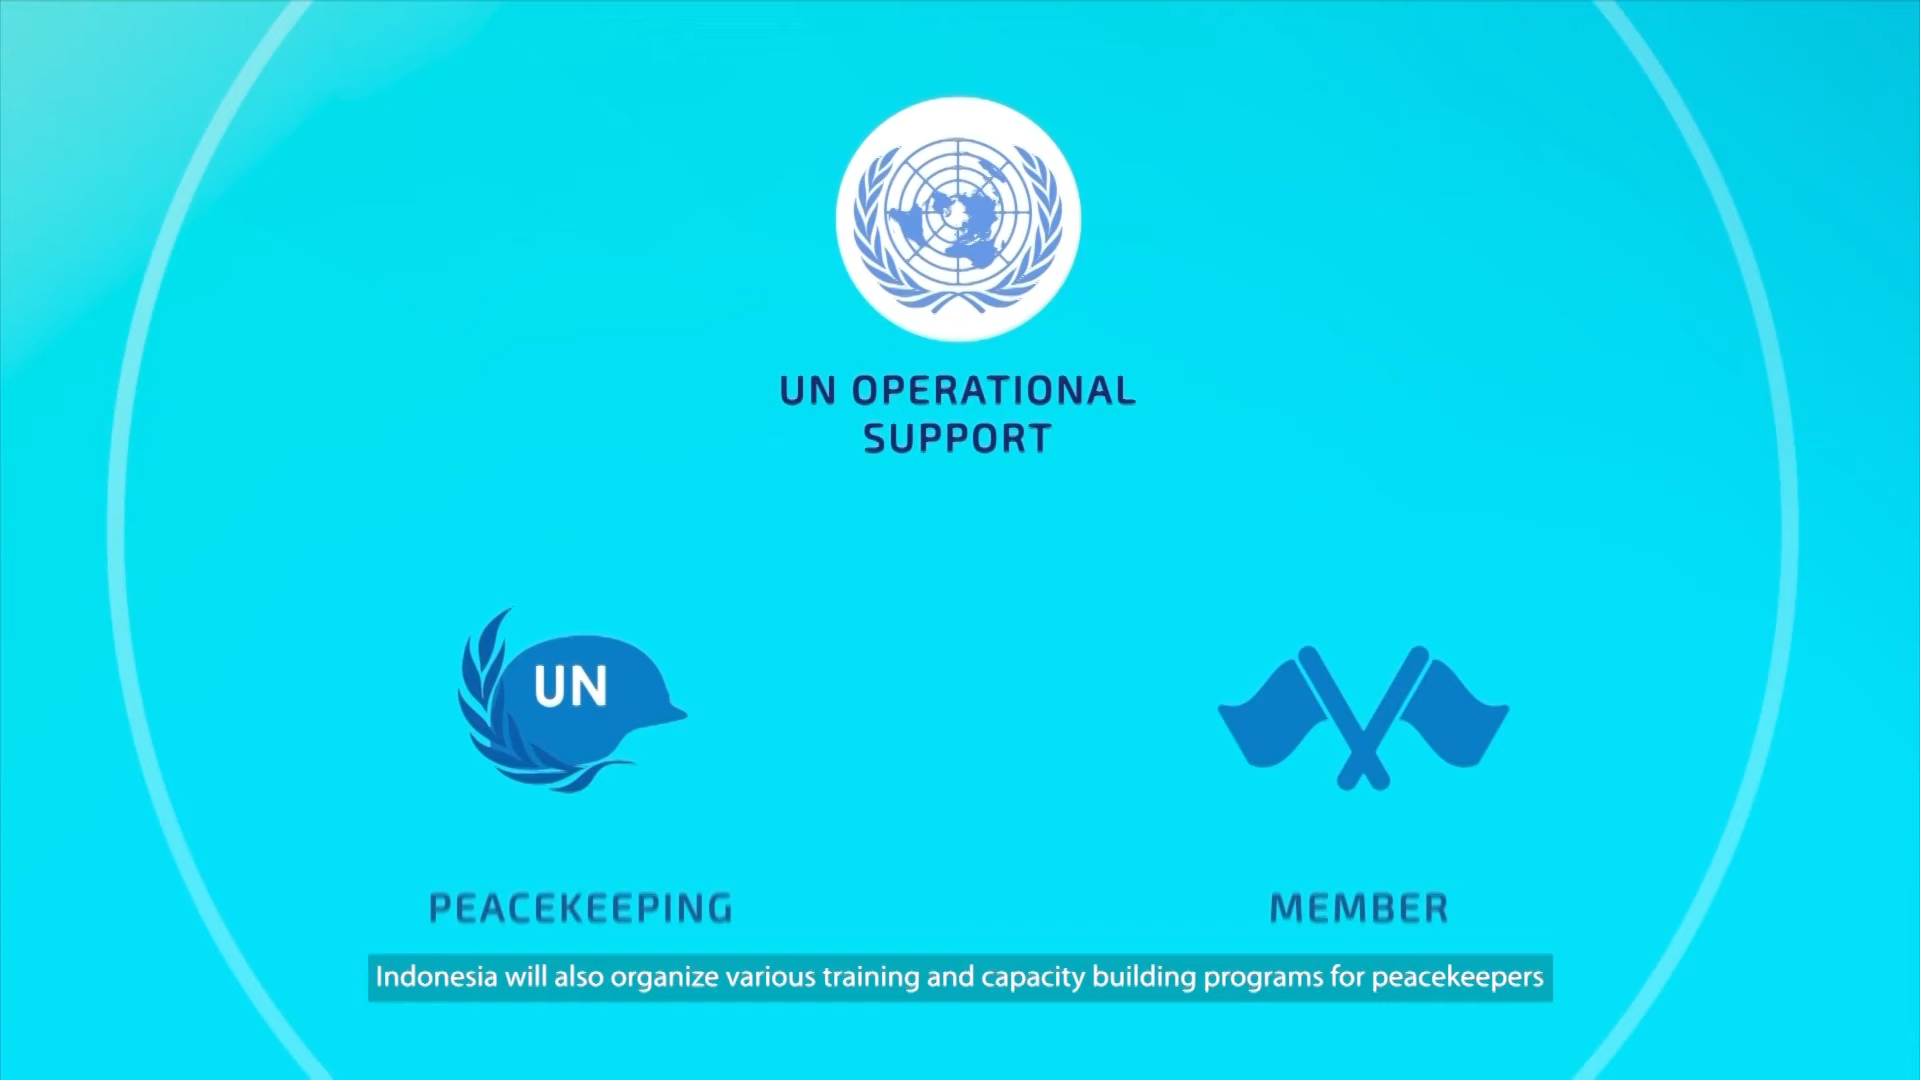 UN OPERATIONAL
SUPPORT
UN
PEACEKEEPING
MEMBER
Indonesia will also organize various training and capacity building programs for peacekeepers